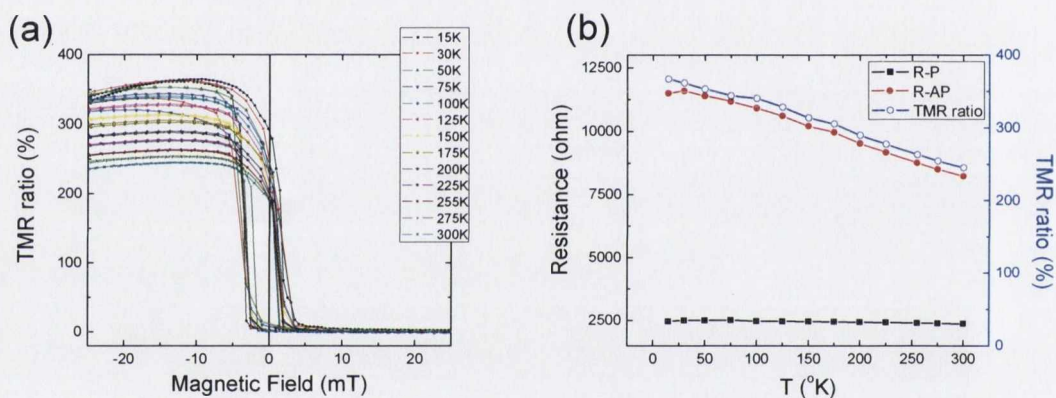 (a)
400
300
200
100
0
TMR ratio (%)
-20
-10
0
10
20
Magnetic Field (mT)
15K
30K
50K
75K
100K
125K
150K
175K
200K
225K
255K
275K
300K
(b)
12500
10000
7500
5000
2500
Resistance (ohm)
0
50
100
150
200
250
300
T (°K)
R-P
R-AP
TMR ratio
400
300
200
100
0
TMR ratio (%)